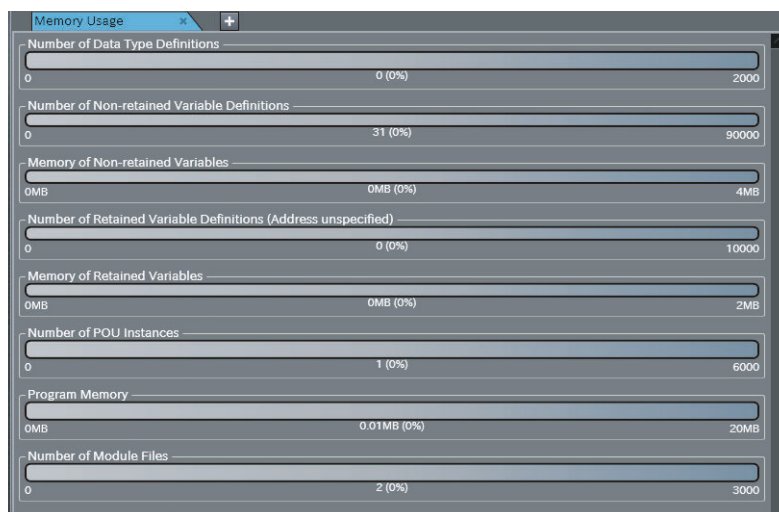 Memory Usage × +
Number of Data Type Definitions
0 0 (0%) 2000
Number of Non-retained Variable Definitions
0 31 (0%) 90000
Memory of Non-retained Variables
0MB 0MB (0%) 4MB
Number of Retained Variable Definitions (Address unspecified)
0 0 (0%) 10000
Memory of Retained Variables
0MB 0MB (0%) 2MB
Number of POU Instances
0 1 (0%) 6000
Program Memory
0MB 0.01MB (0%) 20MB
Number of Module Files
0 2 (0%) 3000